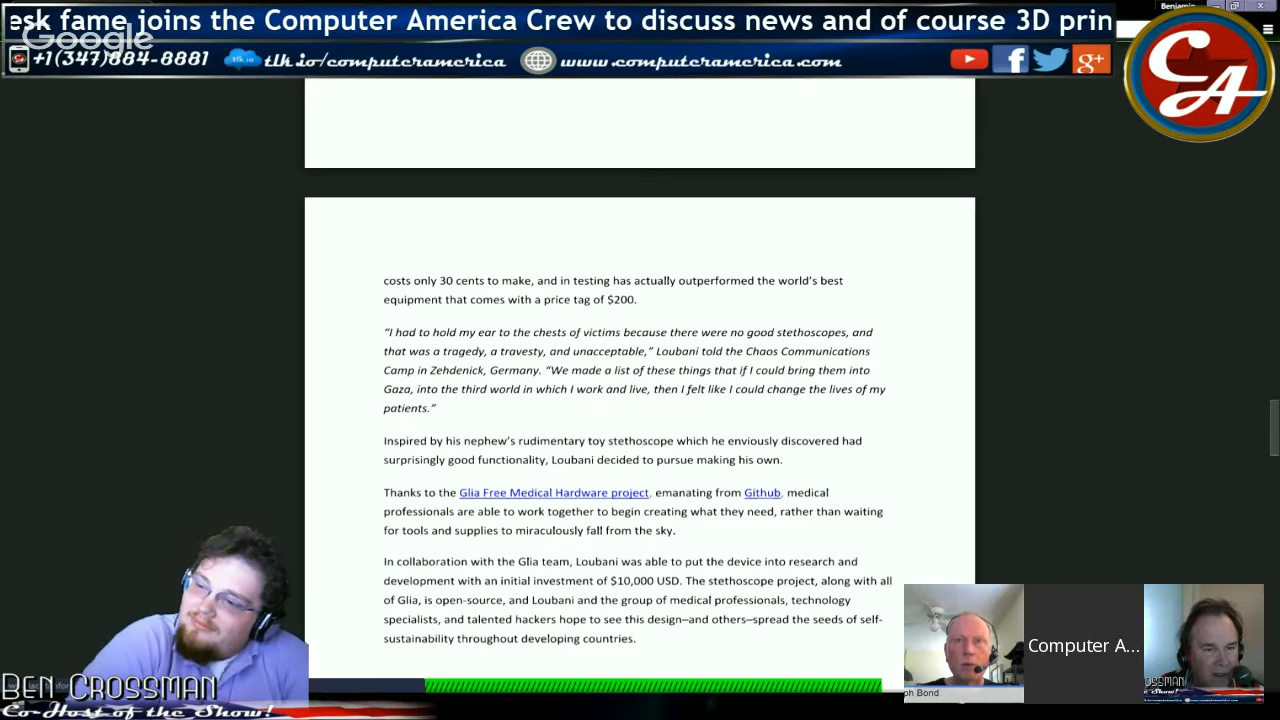 esk fame joins the Computer America Crew to discuss news and of course 3D prin
Benjamin
Google
+1(347)884-8881 tlk.io/computeramerica www.computeramerica.com
CA
costs only 30 cents to make, and in testing has actually outperformed the world’s best
equipment that comes with a price tag of $200.
“I had to hold my ear to the chests of victims because there were no good stethoscopes, and
that was a tragedy, a travesty, and unacceptable,” Loubani told the Chaos Communications
Camp in Zehdenick, Germany. “We made a list of these things that if I could bring them into
Gaza, into the third world in which I work and live, then I felt like I could change the lives of my
patients.”
Inspired by his nephew’s rudimentary toy stethoscope which he enviously discovered had
surprisingly good functionality, Loubani decided to pursue making his own.
Thanks to the Glia Free Medical Hardware project, emanating from Github, medical
professionals are able to work together to begin creating what they need, rather than waiting
for tools and supplies to miraculously fall from the sky.
In collaboration with the Glia team, Loubani was able to put the device into research and
development with an initial investment of $10,000 USD. The stethoscope project, along with all
of Glia, is open-source, and Loubani and the group of medical professionals, technology
specialists, and talented hackers hope to see this design—and others—spread the seeds of self-
sustainability throughout developing countries.
Computer A...
ph Bond
Ben Crossman
Co-Host of the Show!